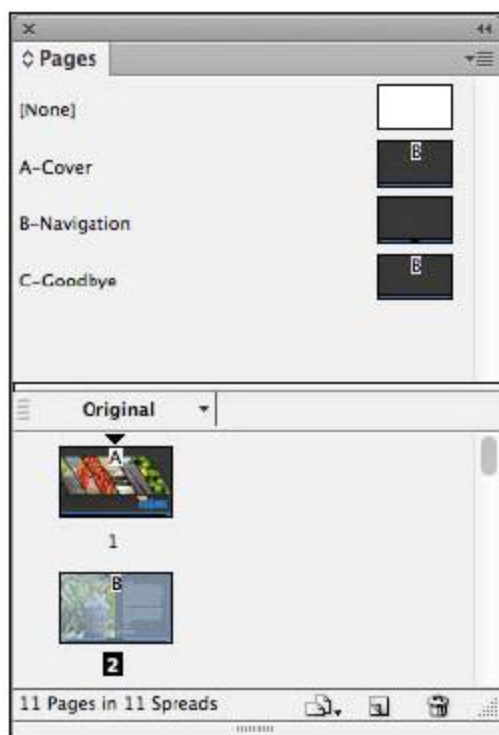 Pages
[None]
B
A-Cover
B-Navigation
B
C-Goodbye
Original
A
1
B
2
11 Pages in 11 Spreads